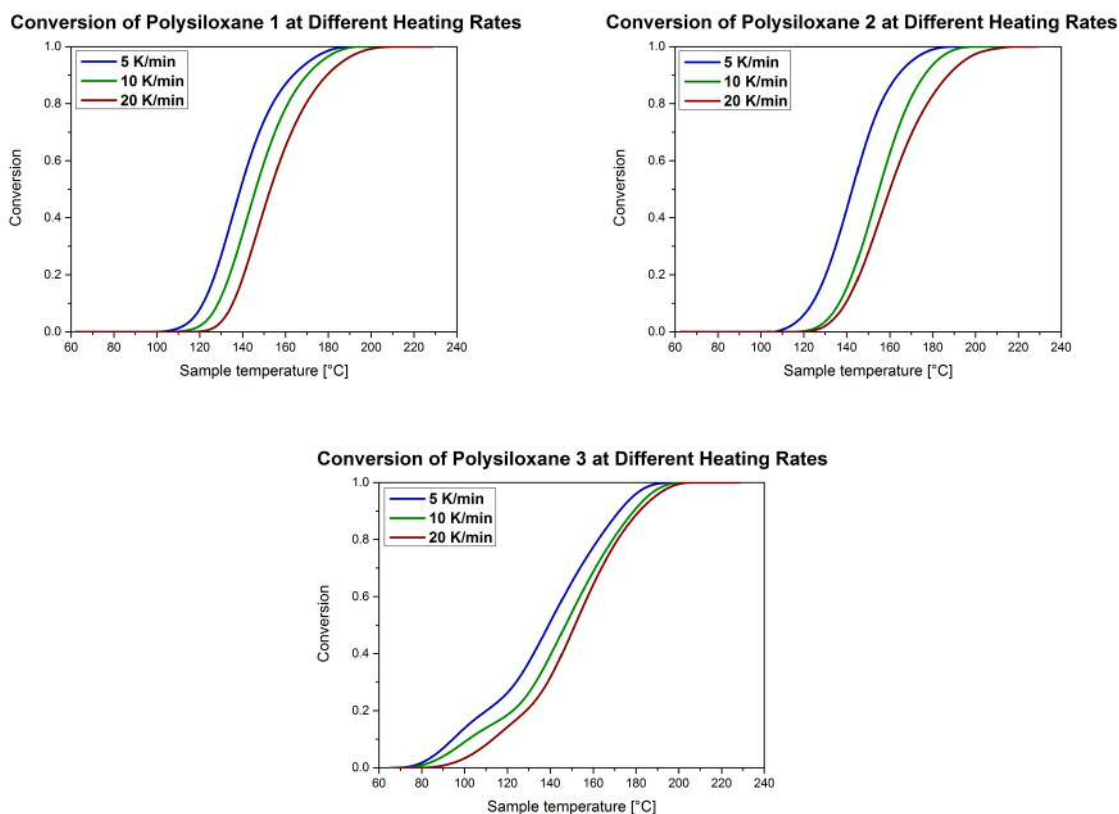 Conversion of Polysiloxane 1 at Different Heating Rates
5 K/min
10 K/min
20 K/min
Conversion
1.0
0.8
0.6
0.4
0.2
0.0
60 80 100 120 140 160 180 200 220 240
Sample temperature [°C]
Conversion of Polysiloxane 2 at Different Heating Rates
5 K/min
10 K/min
20 K/min
Conversion
1.0
0.8
0.6
0.4
0.2
0.0
60 80 100 120 140 160 180 200 220 240
Sample temperature [°C]
Conversion of Polysiloxane 3 at Different Heating Rates
5 K/min
10 K/min
20 K/min
Conversion
1.0
0.8
0.6
0.4
0.2
0.0
60 80 100 120 140 160 180 200 220 240
Sample temperature [°C]